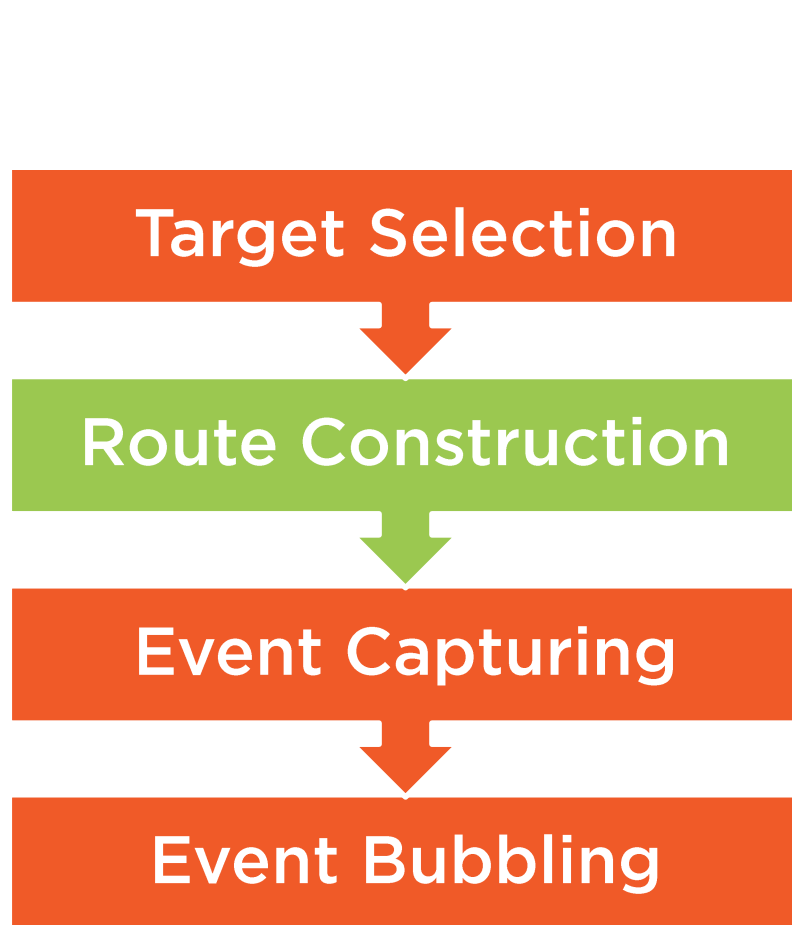 Target Selection
Route Construction
Event Capturing
Event Bubbling